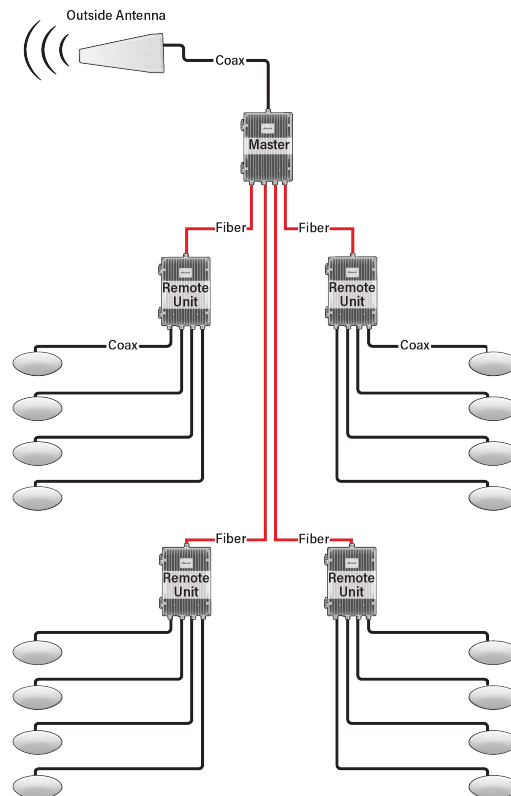 Outside Antenna
Coax
Master
Fiber
Fiber
Remote
Unit
Remote
Unit
Coax
Coax
Fiber
Fiber
Remote
Unit
Remote
Unit